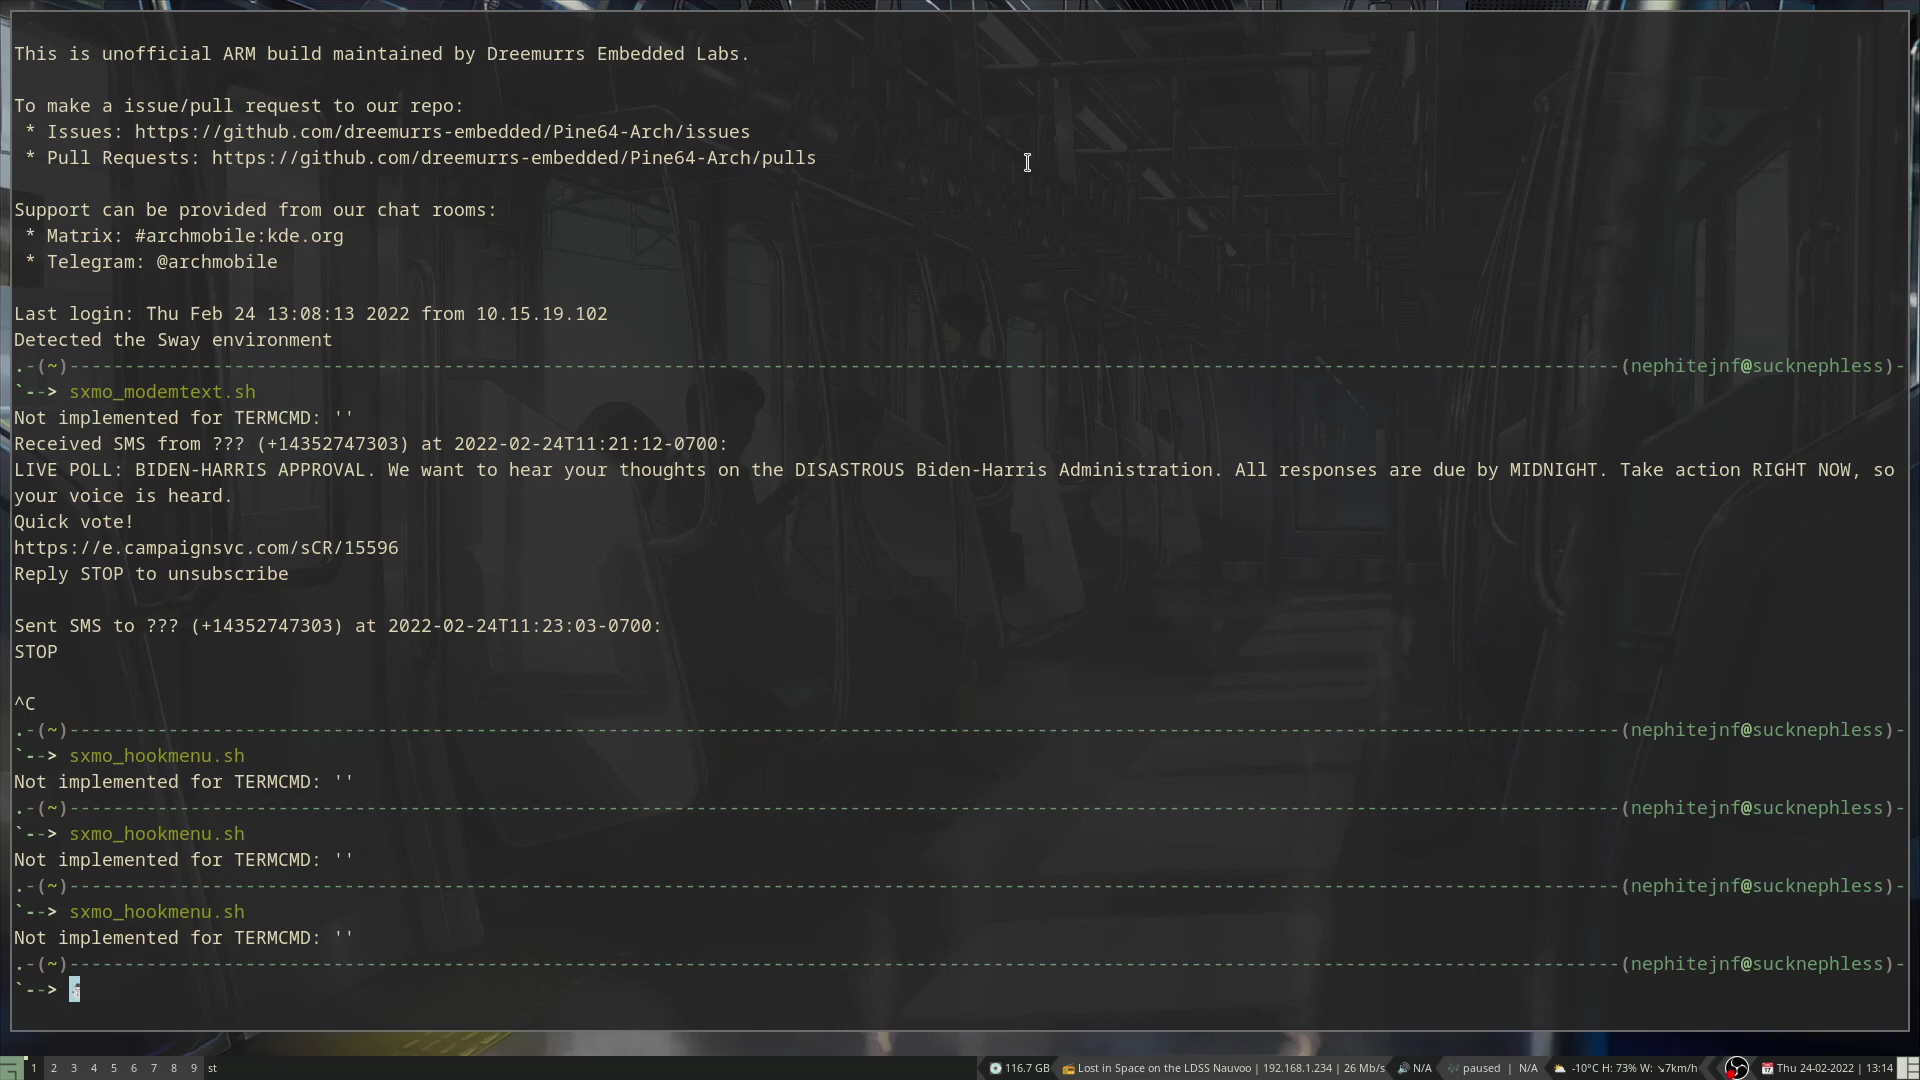 This is unofficial ARM build maintained by Dreemurrs Embedded Labs.
To make a issue/pull request to our repo:
* Issues: https://github.com/dreemurrs-embedded/Pine64-Arch/issues
* Pull Requests: https://github.com/dreemurrs-embedded/Pine64-Arch/pulls
Support can be provided from our chat rooms:
* Matrix: #archmobile:kde.org
* Telegram: @archmobile
Last login: Thu Feb 24 13:08:13 2022 from 10.15.19.102
Detected the Sway environment
.-(~)------------------------------------------------(nephitejnf@sucknephless)-
`--> sxmo_modemtext.sh
Not implemented for TERMCMD: ''
Received SMS from ??? (+14352747303) at 2022-02-24T11:21:12-0700:
LIVE POLL: BIDEN-HARRIS APPROVAL. We want to hear your thoughts on the DISASTROUS Biden-Harris Administration. All responses are due by MIDNIGHT. Take action RIGHT NOW, so
your voice is heard.
Quick vote!
https://e.campaignsvc.com/sCR/15596
Reply STOP to unsubscribe
Sent SMS to ??? (+14352747303) at 2022-02-24T11:23:03-0700:
STOP
^C
.-(~)------------------------------------------------(nephitejnf@sucknephless)-
`--> sxmo_hookmenu.sh
Not implemented for TERMCMD: ''
.-(~)------------------------------------------------(nephitejnf@sucknephless)-
`--> sxmo_hookmenu.sh
Not implemented for TERMCMD: ''
.-(~)------------------------------------------------(nephitejnf@sucknephless)-
`--> sxmo_hookmenu.sh
Not implemented for TERMCMD: ''
.-(~)------------------------------------------------(nephitejnf@sucknephless)-
`-->
1 2 3 4 5 6 7 8 9 st 116.7 GB Lost in Space on the LDSS Nauvoo | 192.168.1.234 | 26 Mb/s N/A paused | N/A -10°C H: 73% W: ↘7km/h Thu 24-02-2022 | 13:14